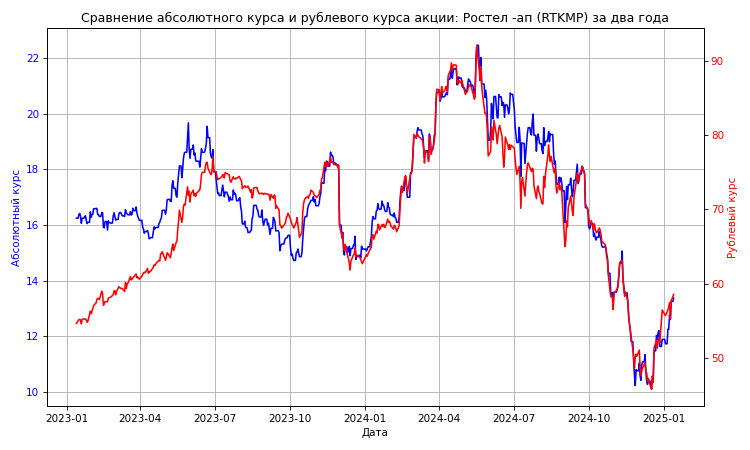 Сравнение абсолютного курса и рублевого курса акции: Ростел -ап (RTKMP) за два года
Абсолютный курс
22
20
18
16
14
12
10
90
80
70
60
50
Рублевый курс
2023-01 2023-04 2023-07 2023-10 2024-01 2024-04 2024-07 2024-10 2025-01
Дата